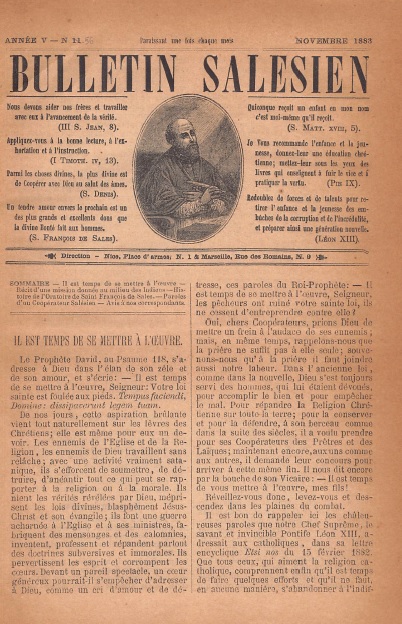 ANNÉE V — N 11
Paraissant une fois chaque mois
NOVEMBRE 1883
BULLETIN SALESIEN
Nous devons aider nos frères et travailler
avec eux à l'avancement de la vérité.
(III S. JEAN, 8).
Appliquez-vous à la bonne lecture, à l'ex-
hortation et à l'instruction.
(I TIMOTH. IV, 13).
Parmi les choses divines, la plus divine est
de Coopérer avec Dieu au salut des âmes.
(S. DENIS).
Un tendre amour envers le prochain est un
des plus grands et excellents dons que
la divine Bonté fait aux hommes.
(S. FRANÇOIS DE SALES).
Quiconque reçoit un enfant en mon nom
c'est moi-même qu'il reçoit.
(S. MATT. XVIII, 5).
Je Vous recommande l'enfance et la jeu-
nesse, donnez-leur une éducation chré-
tienne; mettez-leur sous les yeux des
livres qui enseignent à fuir le vice et à
pratiquer la vertu.
(PIE IX).
Redoublez de forces et de talents pour re-
tirer l'enfance et la jeunesse des em-
bûches de la corruption et de l'incrédulité,
et préparer ainsi une génération nouvelle.
(LÉON XIII).
Direction — Nice, Place d'armes, N. 1 & Marseille, Rue des Romains, N. 9
SOMMAIRE — Il est temps de se mettre à l'œuvre —
Récit d'une mission donnée au milieu des Indiens — His-
toire de l'Oratoire de Saint François de Sales. — Paroles
d'un Coopérateur Salésien — Avis à nos correspondants.
IL EST TEMPS DE SE METTRE À L'ŒUVRE.
Le Prophète David, au Psaume 118, s'a-
dresse à Dieu dans l'élan de son zèle et
de son amour, et s'écrie: — Il est temps
de se mettre à l'œuvre, Seigneur: Votre loi
sainte est foulée aux pieds. Tempus faciendi,
Domine: dissipaverunt legem tuam.
De nos jours, cette aspiration brûlante
vient tout naturellement sur les lèvres des
Chrétiens; elle est même pour eux un de-
voir. Les ennemis de l'Eglise et de la Re-
ligion, les ennemis de Dieu travaillent sans
relâche; avec une activité vraiment sata-
nique, ils s'efforcent de soumettre, de dé-
truire, d'anéantir tout ce qui peut se rap-
porter à la religion ou à la morale. Ils
nient les vérités révélées par Dieu, mépri-
sent les lois divines, blasphèment Jésus-
Christ et son évangile; ils font une guerre
acharnée à l'Eglise et à ses ministres, fa-
briquent des mensonges et des calomnies,
inventent, professent et répandent partout
des doctrines subversives et immorales. Ils
pervertissent les esprits et corrompent les
cœurs. Devant un pareil spectacle, un cœur
généreux pourrait-il s'empêcher d'adresser
à Dieu, comme un cri d'amour et de dé-
tresse, ces paroles du Roi-Prophète: — Il
est temps de se mettre à l'œuvre, Seigneur,
les pécheurs ont ruiné votre sainte loi, ils
ne cessent d'entreprendre contre elle?
Oui, chers Coopérateurs, prions Dieu de
mettre un frein à l'audace de ses ennemis;
mais, en même temps, rappelons-nous que
la prière ne suffit pas à elle seule; souve-
nons-nous qu'à la prière il faut joindre
aussi notre labeur. Dans l'ancienne loi,
comme dans la nouvelle, Dieu s'est toujours
servi des hommes, qui lui étaient dévoués,
pour accomplir le bien et pour empêcher
le mal. Pour répandre la Religion Chré-
tienne sur toute la terre; pour la conserver
et pour la défendre, à son berceau comme
dans la suite des siècles, il a voulu prendre
pour ses Coopérateurs des Prêtres et des
Laïques; maintenant encore, aux uns comme
aux autres, il demande leur concours pour
arriver à cette même fin. Il nous dit encore
par la bouche de son Vicaire: — Il est temps
de vous mettre à l'œuvre, mes fils!
Réveillez-vous donc, levez-vous et des-
cendez dans les plaines du combat.
Il est bon de rappeler ici les chaleu-
reuses paroles que notre Chef Suprême, le
savant et invincible Pontife Léon XIII, a-
dressait aux catholiques, dans sa lettre
encyclique Etsi nos du 15 février 1882.
Que tous ceux, qui aiment la religion ca-
tholique, comprennent enfin qu'il est temps
de faire quelques efforts et qu'il ne faut,
en aucune manière, s'abandonner à l'indif-